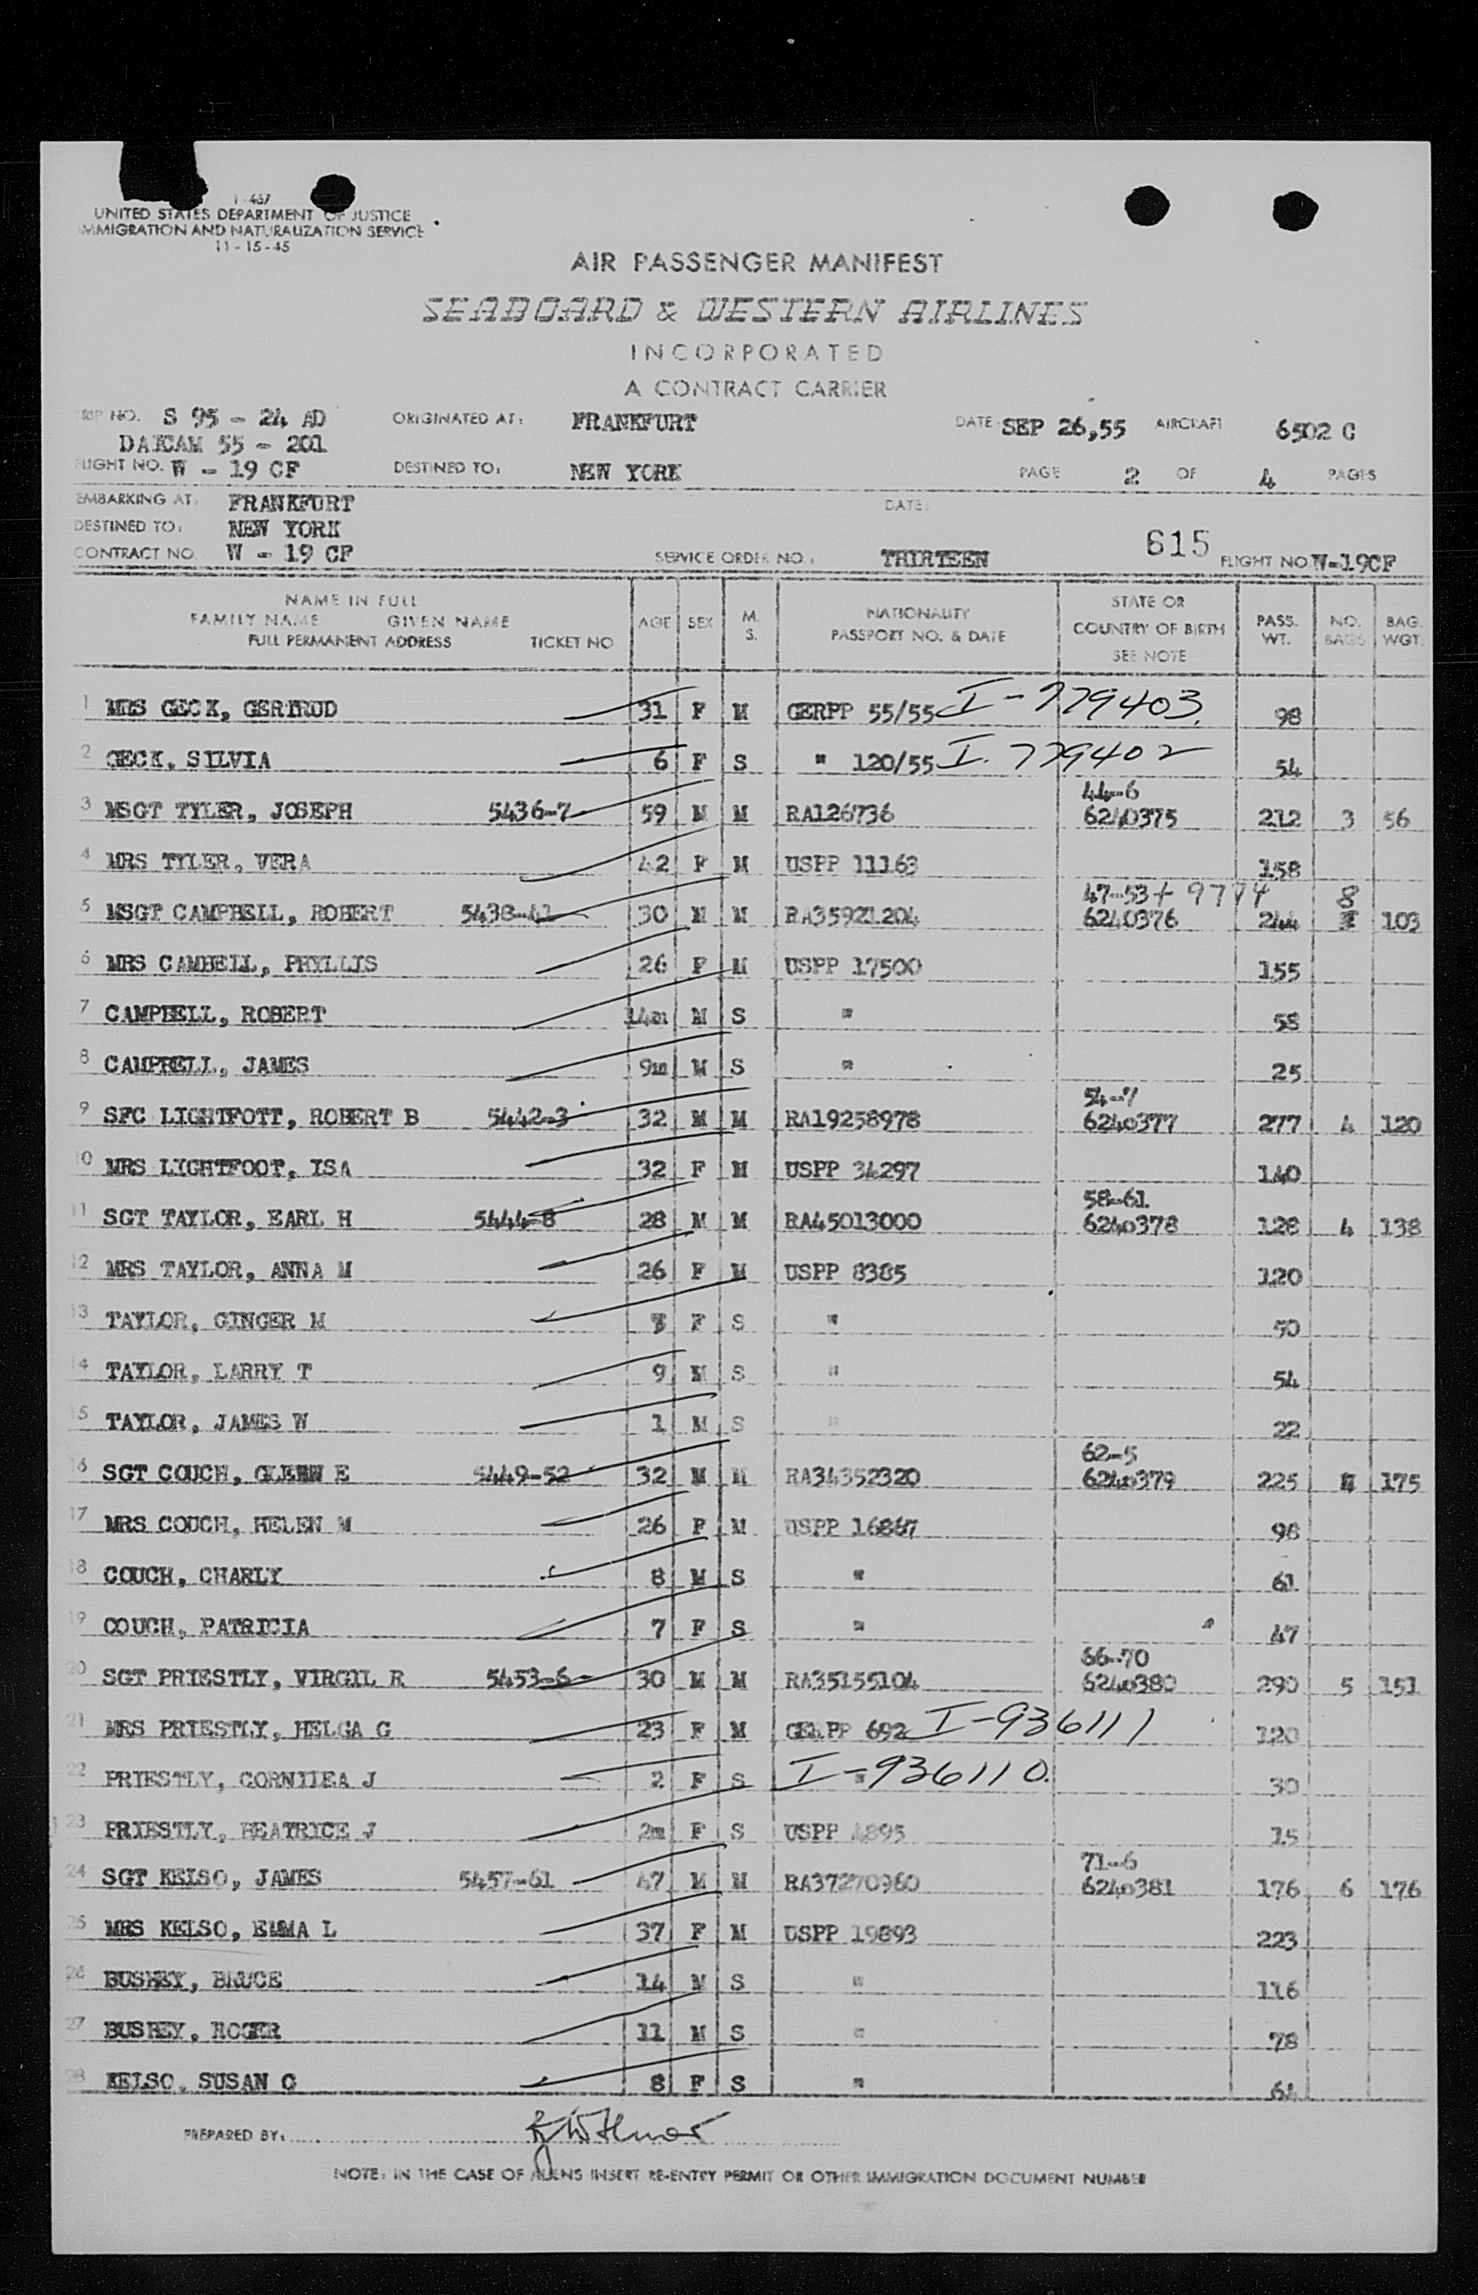 I-467
UNITED STATES DEPARTMENT OF JUSTICE
IMMIGRATION AND NATURALIZATION SERVICE
11-15-45
AIR PASSENGER MANIFEST
SEABOARD & WESTERN AIRLINES
INCORPORATED
A CONTRACT CARRIER
TRIP NO. S 95 - 24 AD ORIGINATED AT: FRANKFURT DATE: SEP 26,55 AIRCRAFT 6502 C
DAICAM 55 - 201
FLIGHT NO. W - 19 CF DESTINED TO: NEW YORK PAGE 2 OF 4 PAGES
EMBARKING AT: FRANKFURT DATE:
DESTINED TO: NEW YORK
CONTRACT NO. W - 19 CF SERVICE ORDER NO.: THIRTEEN 615 FLIGHT NO. W-19CF
NAME IN FULL
FAMILY NAME GIVEN NAME
FULL PERMANENT ADDRESS TICKET NO AGE SEX M. S. NATIONALITY PASSPORT NO. & DATE STATE OR COUNTRY OF BIRTH SEE NOTE PASS. WT. NO. BAGS BAG. WGT.
1 MRS GECK, GERTRUD 31 F M GERPP 55/55 I-779403. 98
2 GECK, SILVIA 6 F S " 120/55 I. 779402 54
44-6
3 MSGT TYLER, JOSEPH 5436-7 59 M M RA126736 6240375 212 3 56
4 MRS TYLER, VERA 42 F M USPP 11163 158
47-53+ 9774 8
5 MSGT CAMPBELL, ROBERT 5438-41 30 M M RA35921204 6240376 244 103
6 MRS CAMBELL, PHYLLIS 26 F M USPP 17500 155
7 CAMPBELL, ROBERT 14m M S " 58
8 CAMPBELL, JAMES 9m M S " 25
54-7
9 SFC LIGHTFOTT, ROBERT B 5442-3 32 M M RA19258978 6240377 277 4 120
10 MRS LIGHTFOOT, ISA 32 F M USPP 34297 140
58-61
11 SGT TAYLOR, EARL H 5444-8 28 M M RA45013000 6240378 128 4 138
12 MRS TAYLOR, ANNA M 26 F M USPP 8385 120
13 TAYLOR, GINGER M F S " 50
14 TAYLOR, LARRY T 9 M S " 54
15 TAYLOR, JAMES W 1 M S " 22
62-5
16 SGT COUCH, GLENN E 5449-52 32 M M RA34352320 6240379 225 175
17 MRS COUCH, HELEN M 26 F M USPP 16867 98
18 COUCH, CHARLY 8 M S " 61
19 COUCH, PATRICIA 7 F S " 47
66-70
20 SGT PRIESTLY, VIRGIL R 5453-6 30 M M RA35155104 6240380 290 5 151
21 MRS PRIESTLY, HELGA G 23 F M GERPP 692 I-936111 120
22 PRIESTLY, CORNILEA J 2 F S " I-936110. 30
23 PRIESTLY, BEATRICE J 2m F S USPP 4895 15
71-6
24 SGT KELSO, JAMES 5457-61 47 M M RA37270960 6240381 176 6 176
25 MRS KELSO, EMMA L 37 F M USPP 19893 223
26 BUSHEY, BRUCE 14 M S " 116
27 BUSHEY, ROGER 11 M S " 78
28 KELSO, SUSAN C 8 F S " 64
PREPARED BY:
NOTE: IN THE CASE OF ALIENS INSERT RE-ENTRY PERMIT OR OTHER IMMIGRATION DOCUMENT NUMBER